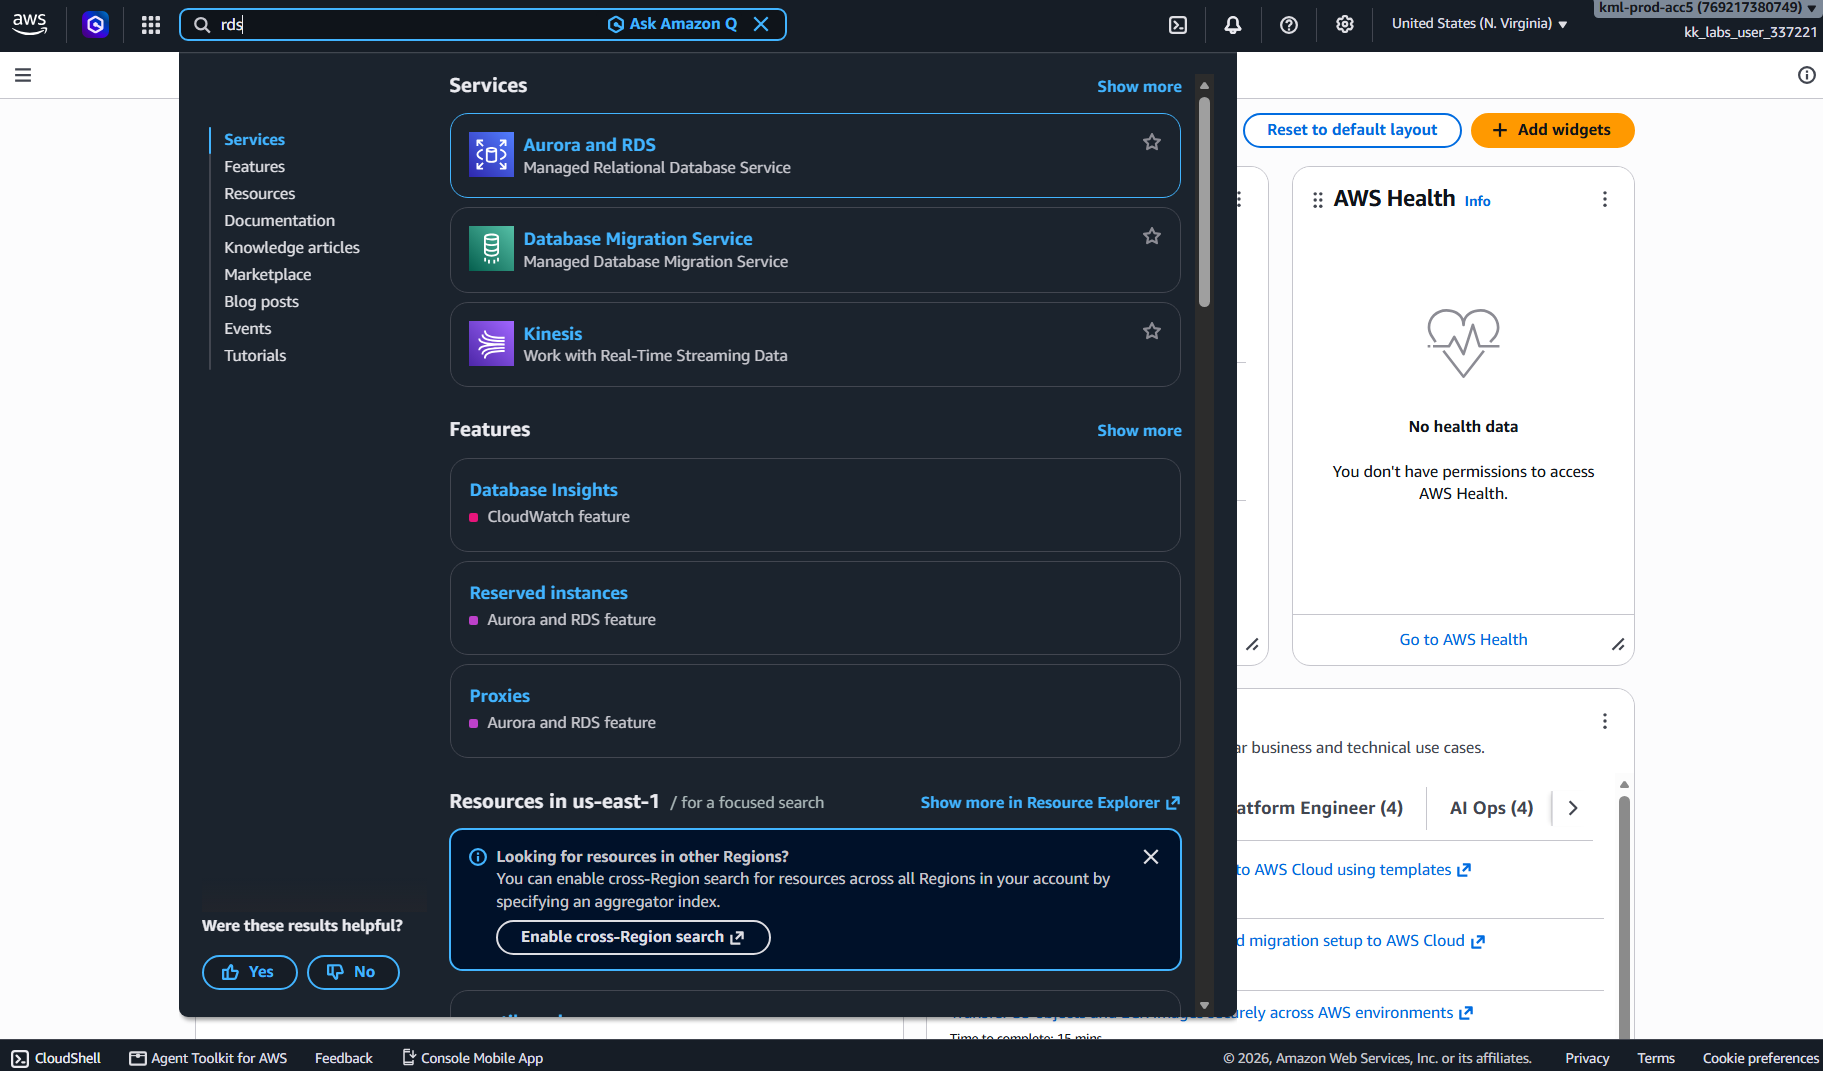 aws
rds
Ask Amazon Q
United States (N. Virginia)
kml-prod-acc5 (769217380749)
kk_labs_user_337221
Services
Features
Resources
Documentation
Knowledge articles
Marketplace
Blog posts
Events
Tutorials
Were these results helpful?
Yes
No
Services
Show more
Aurora and RDS
Managed Relational Database Service
Database Migration Service
Managed Database Migration Service
Kinesis
Work with Real-Time Streaming Data
Features
Show more
Database Insights
CloudWatch feature
Reserved instances
Aurora and RDS feature
Proxies
Aurora and RDS feature
Resources in us-east-1 / for a focused search
Show more in Resource Explorer
Looking for resources in other Regions?
You can enable cross-Region search for resources across all Regions in your account by
specifying an aggregator index.
Enable cross-Region search
Reset to default layout
+ Add widgets
AWS Health Info
No health data
You don't have permissions to access
AWS Health.
Go to AWS Health
ar business and technical use cases.
atform Engineer (4)
AI Ops (4)
to AWS Cloud using templates
d migration setup to AWS Cloud
urely across AWS environments
Time to complete: 15 mins
CloudShell
Agent Toolkit for AWS
Feedback
Console Mobile App
© 2026, Amazon Web Services, Inc. or its affiliates.
Privacy
Terms
Cookie preferences